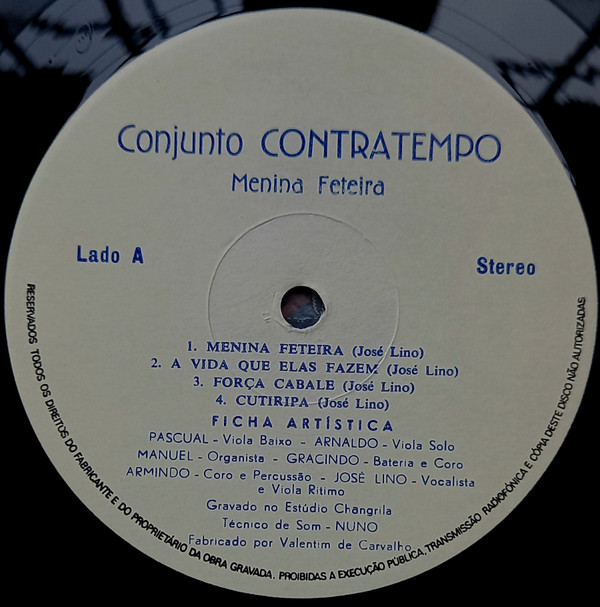 Conjunto CONTRATEMPO
Menina Feteira
Lado A
Stereo
1. MENINA FETEIRA (José Lino)
2. A VIDA QUE ELAS FAZEM (José Lino)
3. FORÇA CABALE (José Lino)
4. CUTIRIPA (José Lino)
FICHA ARTÍSTICA
PASCUAL - Viola Baixo - ARNALDO - Viola Solo
MANUEL - Organista - GRACINDO - Bateria e Coro
ARMINDO - Coro e Percussão - JOSÉ LINO - Vocalista
e Viola Ritimo
Gravado no Estúdio Changrila
Técnico de Som - NUNO
Fabricado por Valentim de Carvalho
RESERVADOS TODOS OS DIREITOS DO FABRICANTE E DO PROPRIETÁRIO DA OBRA GRAVADA. PROIBIDAS A EXECUÇÃO PÚBLICA, TRANSMISSÃO RADIOFÓNICA E CÓPIA DESTE DISCO NÃO AUTORIZADAS